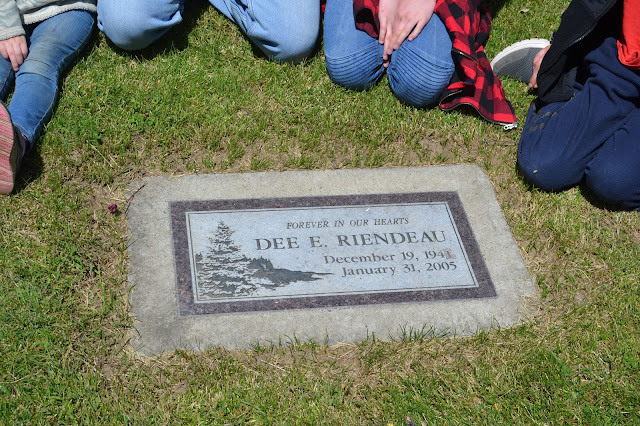 FOREVER IN OUR HEARTS
DEE E. RIENDEAU
December 19,
January 31, 2005